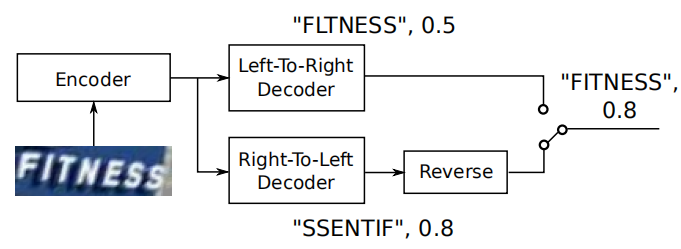 "FLTNESS", 0.5
Encoder
Left-To-Right
Decoder
"FITNESS",
0.8
FITNESS
Right-To-Left
Decoder
Reverse
"SSENTIF", 0.8